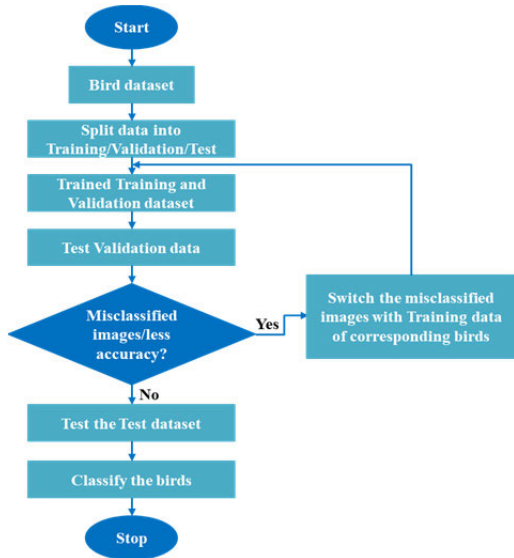 Start
Bird dataset
Split data into
Training/Validation/Test
Trained Training and
Validation dataset
Test Validation data
Misclassified
images/less
accuracy?
Yes
Switch the misclassified
images with Training data
of corresponding birds
No
Test the Test dataset
Classify the birds
Stop